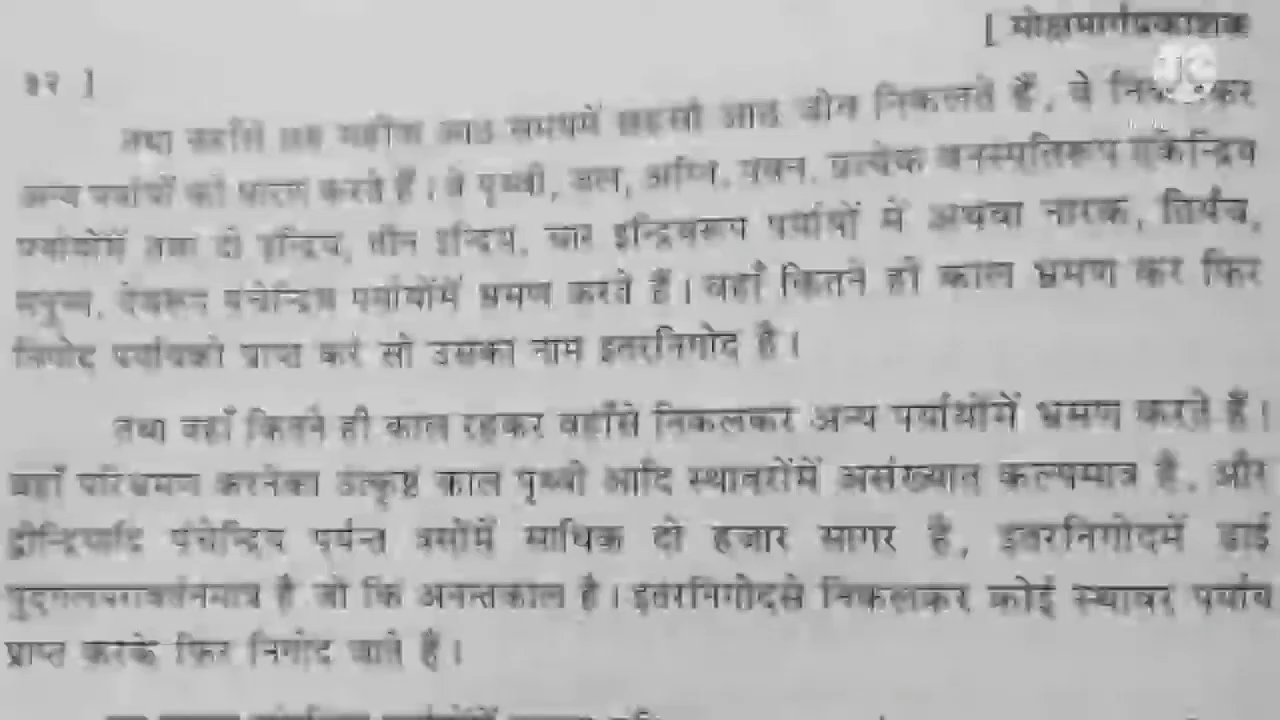 [ मोक्षमार्गप्रकाशक
३२ ]
तथा वहाँसे छह महीना आठ समयमें छहसौ आठ जीव निकलते हैं, वे निकलकर
अन्य पर्यायों को धारण करते हैं। वे पृथ्वी, जल, अग्नि, पवन, प्रत्येक वनस्पतिरूप एकेन्द्रिय
पर्यायोंमें तथा दो इन्द्रिय, तीन इन्द्रिय, चार इन्द्रियरूप पर्यायों में अथवा नारक, तिर्यंच,
मनुष्य, देवरूप पंचेन्द्रिय पर्यायोंमें भ्रमण करते हैं। वहाँ कितने ही काल भ्रमण कर फिर
निगोद पर्यायको प्राप्त करे सो उसका नाम इतरनिगोद है।
तथा वहाँ कितने ही काल रहकर वहाँसे निकलकर अन्य पर्यायोंमें भ्रमण करते हैं।
वहाँ परिभ्रमण करनेका उत्कृष्ट काल पृथ्वी आदि स्थावरोंमें असंख्यात कल्पमात्र है, और
द्वीन्द्रियादि पंचेन्द्रिय पर्यन्त त्रसोंमें साधिक दो हजार सागर है, इतरनिगोदमें ढाई
पुद्गलपरावर्तनमात्र है जो कि अनन्तकाल है। इतरनिगोदसे निकलकर कोई स्थावर पर्याय
प्राप्त करके फिर निगोद जाते हैं।